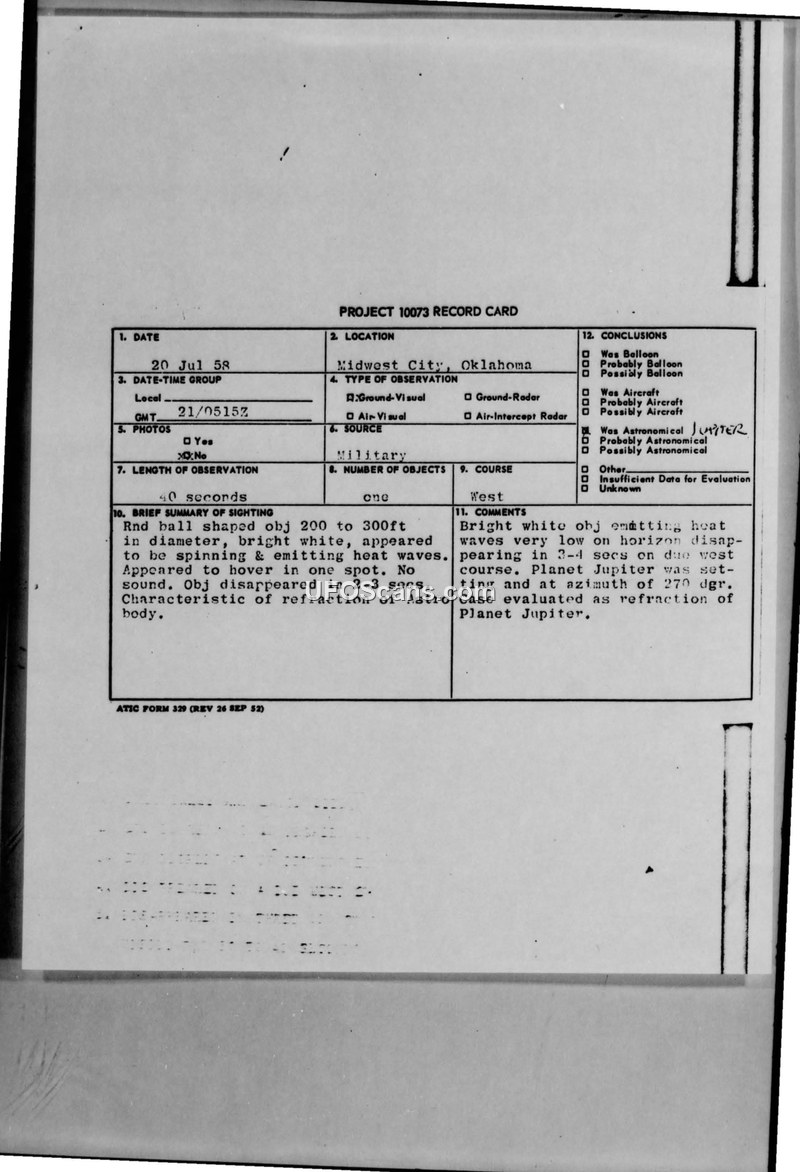 PROJECT 10073 RECORD CARD
1. DATE
20 Jul 58
2. LOCATION
Midwest City, Oklahoma
12. CONCLUSIONS
Was Balloon
Probably Balloon
Possibly Balloon
Was Aircraft
Probably Aircraft
Possibly Aircraft
Was Astronomical JUPITER
Probably Astronomical
Possibly Astronomical
Other
Insufficient Data for Evaluation
Unknown
3. DATE-TIME GROUP
Local
GMT 21/0515Z
4. TYPE OF OBSERVATION
Ground-Visual
Ground-Radar
Air-Visual
Air-Intercept Radar
5. PHOTOS
Yes
No
6. SOURCE
Military
7. LENGTH OF OBSERVATION
40 seconds
8. NUMBER OF OBJECTS
one
9. COURSE
West
10. BRIEF SUMMARY OF SIGHTING
Rnd ball shaped obj 200 to 300ft
in diameter, bright white, appeared
to be spinning & emitting heat waves.
Appeared to hover in one spot. No
sound. Obj disappeared in 2-3 secs.
Characteristic of refraction of Astro
body.
11. COMMENTS
Bright white obj emitting heat
waves very low on horizon disap-
pearing in 3-4 secs on due west
course. Planet Jupiter was set-
ting and at azimuth of 270 dgr.
Case evaluated as refraction of
Planet Jupiter.
UFOScans.com
ATIC FORM 329 (REV 26 SEP 52)